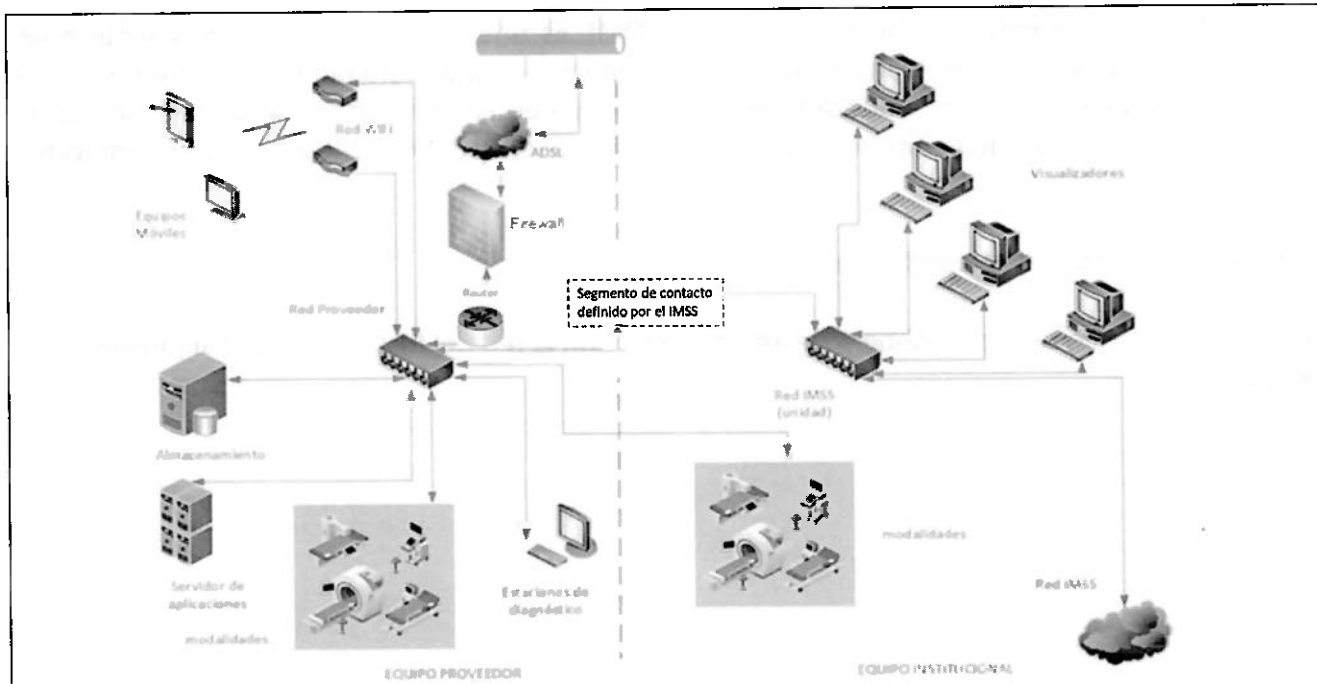 Red WiFi
ADSL
Equipos
Móviles
Firewall
Visualizadores
Router
Red Proveedor
Segmento de contacto
definido por el IMSS
Red IMSS
(unidad)
Almacenamiento
modalidades
Servidor de
aplicaciones
Estaciones de
diagnóstico
Red IMSS
modalidades
EQUIPO PROVEEDOR
EQUIPO INSTITUCIONAL